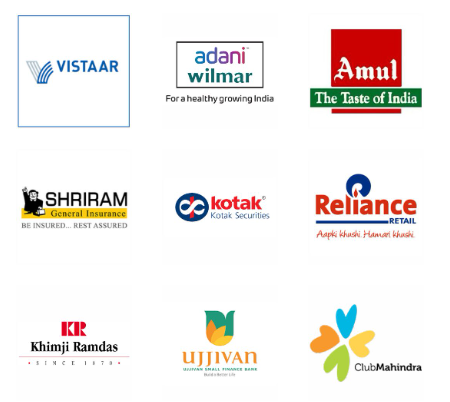 VISTAAR
adani
wilmar
For a healthy growing India
Amul
The Taste of India
SHRIRAM
General Insurance
BE INSURED... REST ASSURED
kotak®
Kotak Securities
Reliance
RETAIL
Aapki khushi. Hamari khushi.
KR
Khimji Ramdas
• SINCE 1870 •
UJJIVAN
UJJIVAN SMALL FINANCE BANK
ClubMahindra